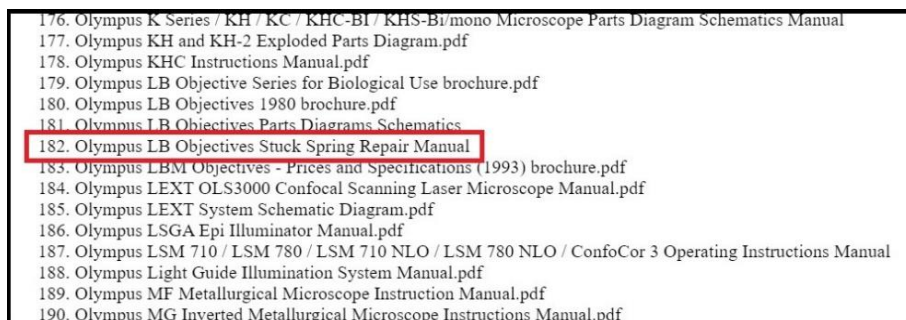 176. Olympus K Series / KH / KC / KHC-BI / KHS-Bi/mono Microscope Parts Diagram Schematics Manual
177. Olympus KH and KH-2 Exploded Parts Diagram.pdf
178. Olympus KHC Instructions Manual.pdf
179. Olympus LB Objective Series for Biological Use brochure.pdf
180. Olympus LB Objectives 1980 brochure.pdf
181. Olympus LB Objectives Parts Diagrams Schematics
182. Olympus LB Objectives Stuck Spring Repair Manual
183. Olympus LBM Objectives - Prices and Specifications (1993) brochure.pdf
184. Olympus LEXT OLS3000 Confocal Scanning Laser Microscope Manual.pdf
185. Olympus LEXT System Schematic Diagram.pdf
186. Olympus LSGA Epi Illuminator Manual.pdf
187. Olympus LSM 710 / LSM 780 / LSM 710 NLO / LSM 780 NLO / ConfoCor 3 Operating Instructions Manual
188. Olympus Light Guide Illumination System Manual.pdf
189. Olympus MF Metallurgical Microscope Instruction Manual.pdf
190. Olympus MG Inverted Metallurgical Microscope Instructions Manual.pdf